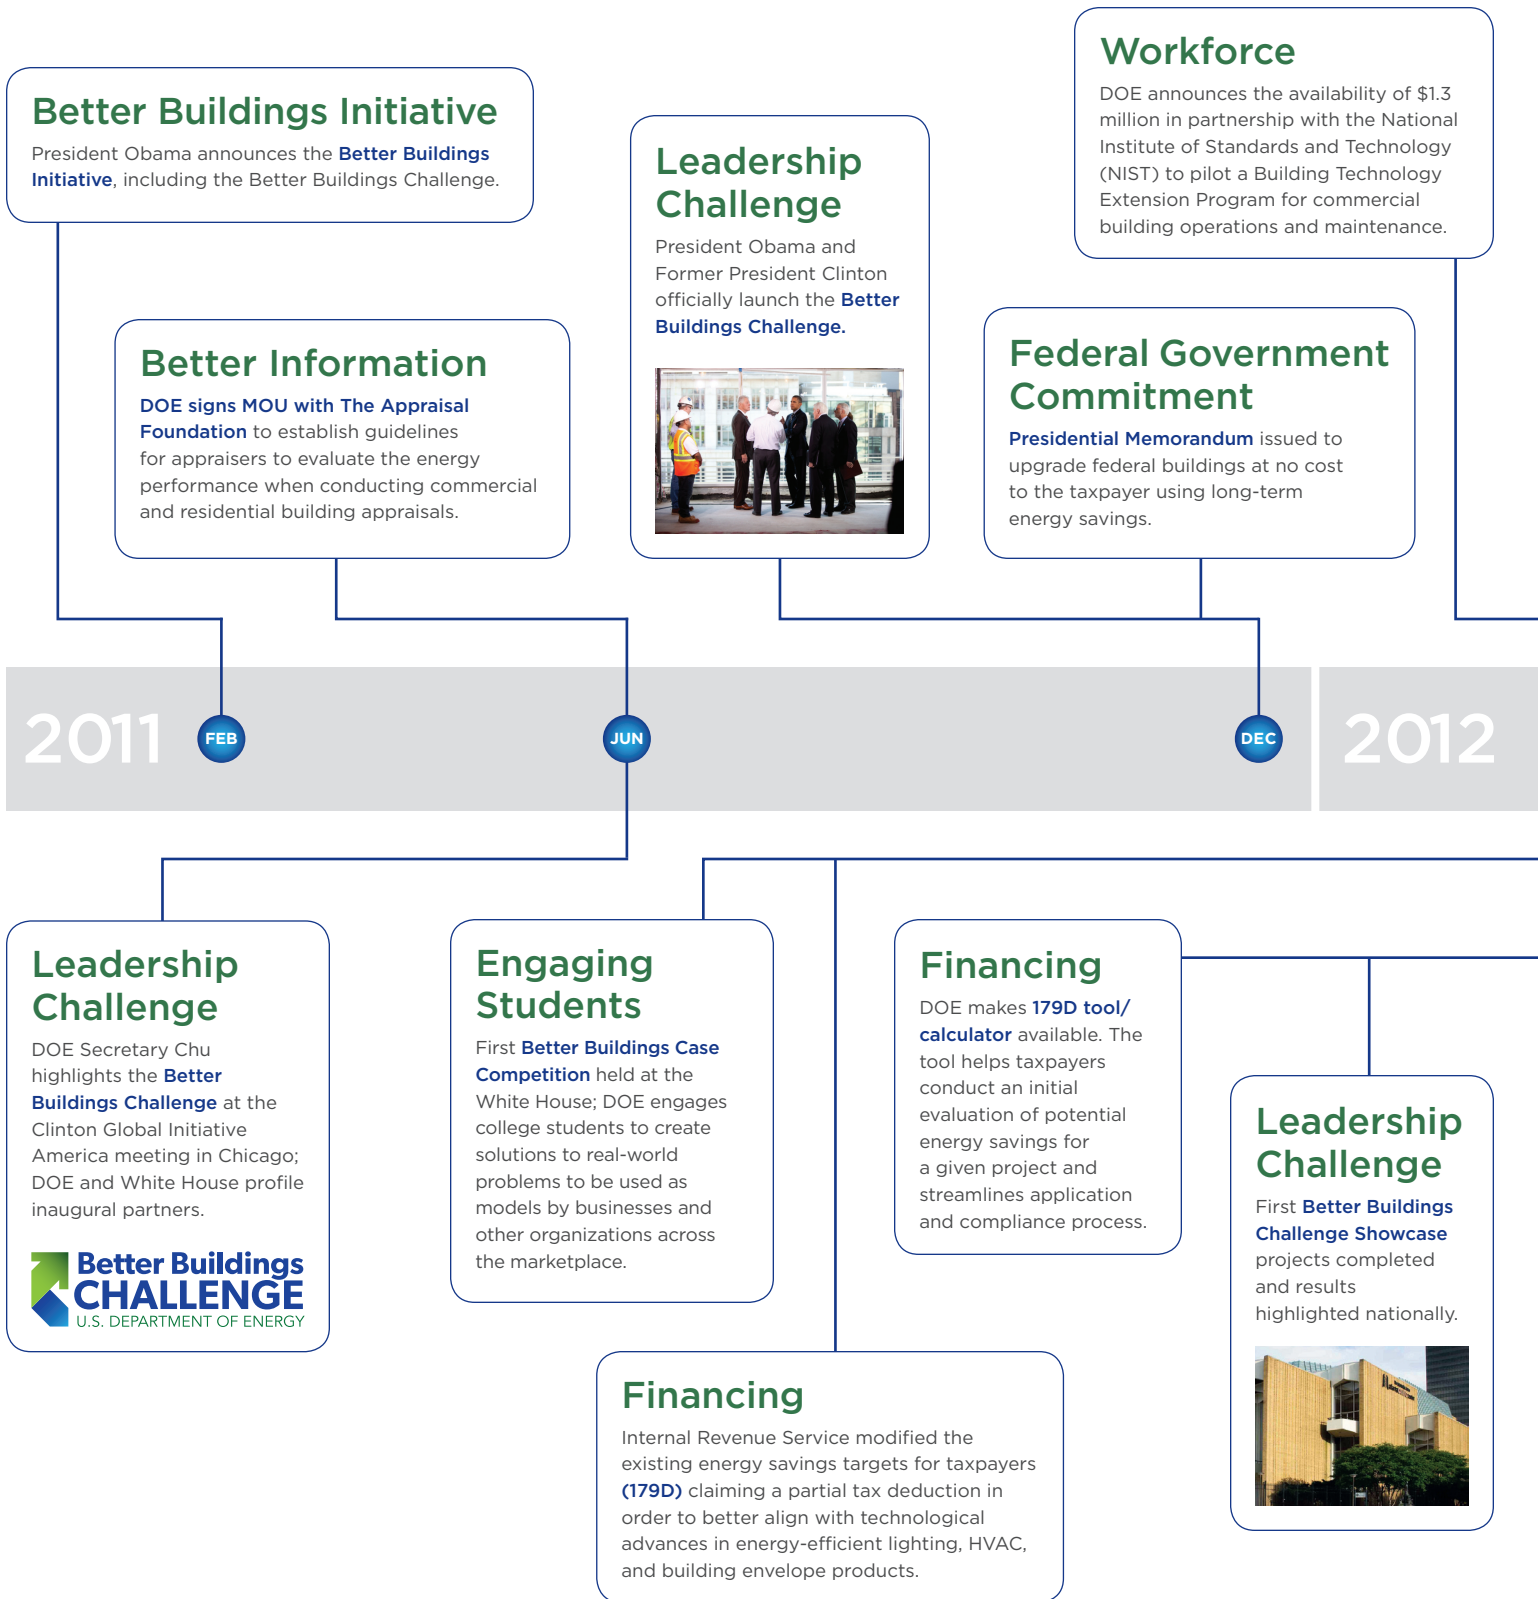 Workforce
DOE announces the availability of $1.3
million in partnership with the National
Institute of Standards and Technology
(NIST) to pilot a Building Technology
Extension Program for commercial
building operations and maintenance.
Better Buildings Initiative
President Obama announces the Better Buildings
Initiative, including the Better Buildings Challenge.
Leadership
Challenge
President Obama and
Former President Clinton
officially launch the Better
Buildings Challenge.
Better Information
DOE signs MOU with The Appraisal
Foundation to establish guidelines
for appraisers to evaluate the energy
performance when conducting commercial
and residential building appraisals.
Federal Government
Commitment
Presidential Memorandum issued to
upgrade federal buildings at no cost
to the taxpayer using long-term
energy savings.
2011
FEB
JUN
DEC
2012
Leadership
Challenge
DOE Secretary Chu
highlights the Better
Buildings Challenge at the
Clinton Global Initiative
America meeting in Chicago;
DOE and White House profile
inaugural partners.
Better Buildings
CHALLENGE
U.S. DEPARTMENT OF ENERGY
Engaging
Students
First Better Buildings Case
Competition held at the
White House; DOE engages
college students to create
solutions to real-world
problems to be used as
models by businesses and
other organizations across
the marketplace.
Financing
DOE makes 179D tool/
calculator available. The
tool helps taxpayers
conduct an initial
evaluation of potential
energy savings for
a given project and
streamlines application
and compliance process.
Leadership
Challenge
First Better Buildings
Challenge Showcase
projects completed
and results
highlighted nationally.
Financing
Internal Revenue Service modified the
existing energy savings targets for taxpayers
(179D) claiming a partial tax deduction in
order to better align with technological
advances in energy-efficient lighting, HVAC,
and building envelope products.